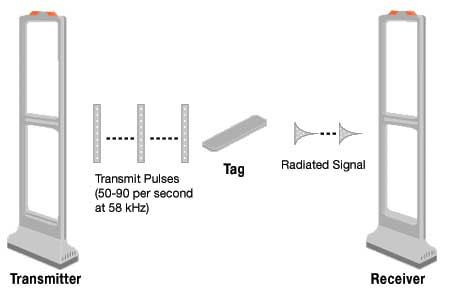 Transmit Pulses
(50-90 per second
at 58 kHz)
Tag
Radiated Signal
Transmitter
Receiver